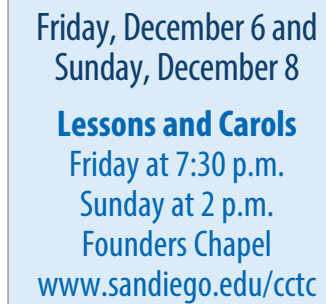 Friday, December 6 and
Sunday, December 8
Lessons and Carols
Friday at 7:30 p.m.
Sunday at 2 p.m.
Founders Chapel
www.sandiego.edu/cctc